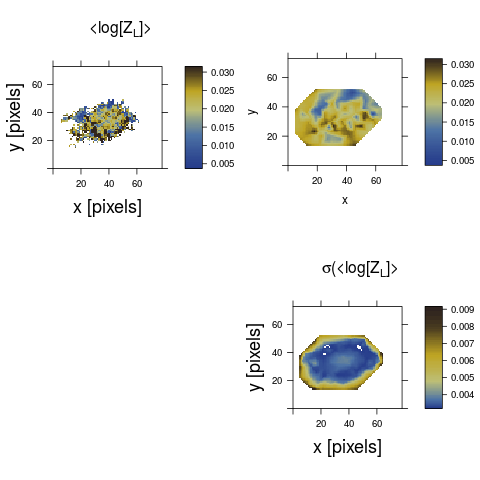 <log[Z_L]>
60
40
20
20 40 60
x [pixels]
y [pixels]
0.030
0.025
0.020
0.015
0.010
0.005
60
40
20
20 40 60
x
y
0.030
0.025
0.020
0.015
0.010
0.005
σ(<log[Z_L]>
60
40
20
20 40 60
x [pixels]
y [pixels]
0.009
0.008
0.007
0.006
0.005
0.004